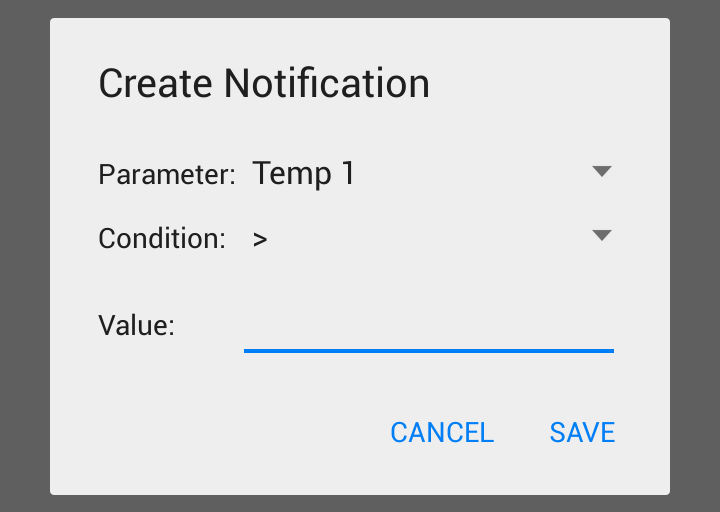 Create Notification
Parameter: Temp 1
Condition: >
Value:
CANCEL SAVE